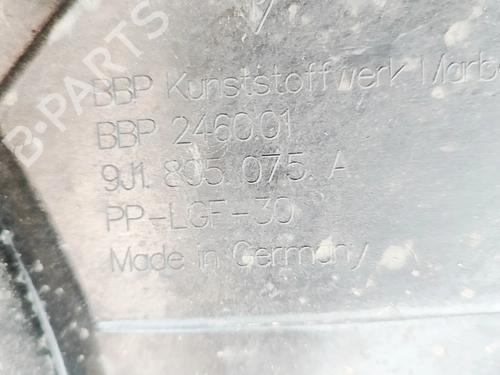 B-PARTS
BBP Kunststoffwerk Marb
BBP 2460.01
9J1. 805. 075. A
PP-LGF-30
Made in Germany